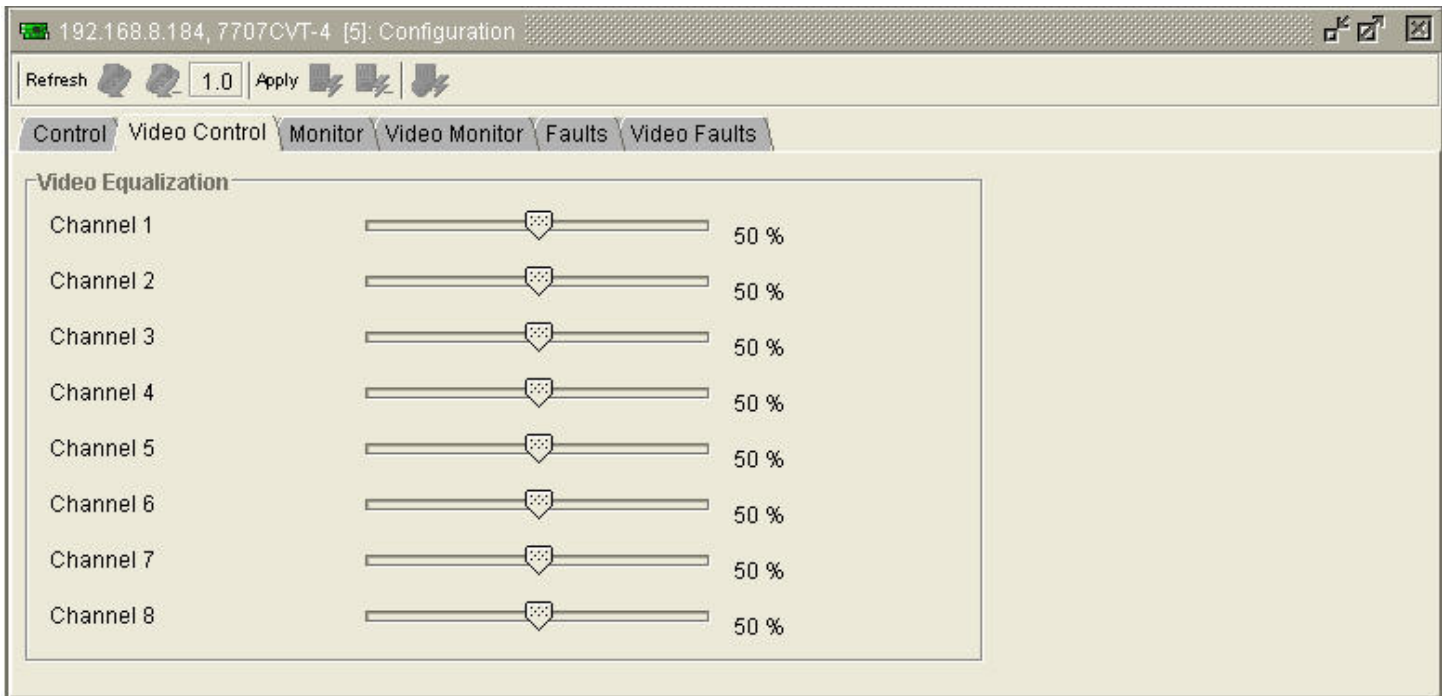 192.168.8.184, 7707CVT-4 [5]: Configuration
Refresh 1.0 Apply
Control Video Control Monitor Video Monitor Faults Video Faults
Video Equalization
Channel 1 50 %
Channel 2 50 %
Channel 3 50 %
Channel 4 50 %
Channel 5 50 %
Channel 6 50 %
Channel 7 50 %
Channel 8 50 %